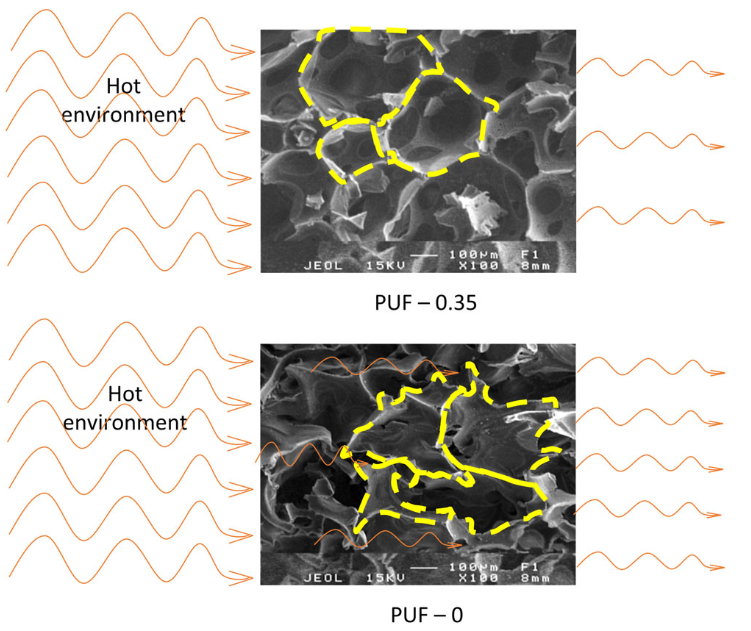 Hot
environment
100µm F1
JEOL 15KV X100 8mm
PUF – 0.35
Hot
environment
100µm F1
JEOL 15KV X100 8mm
PUF – 0